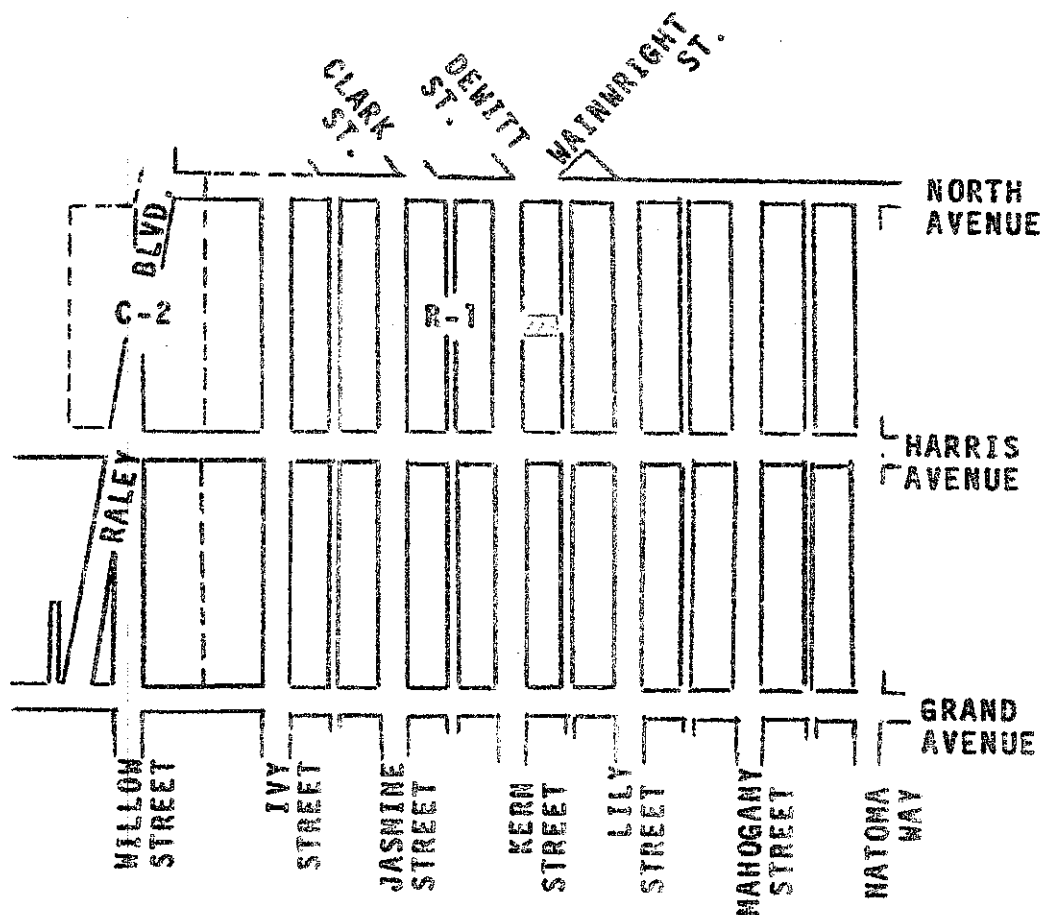 CLARK
ST.
DEWITT
ST.
WAINWRIGHT
ST.
NORTH
AVENUE
BLVD.
C-2
R-1
HARRIS
AVENUE
RALEY
GRAND
AVENUE
WILLOW
STREET
IVY
STREET
JASMINE
STREET
KERN
STREET
LILY
STREET
MAHOGANY
STREET
NATOMA
WAY